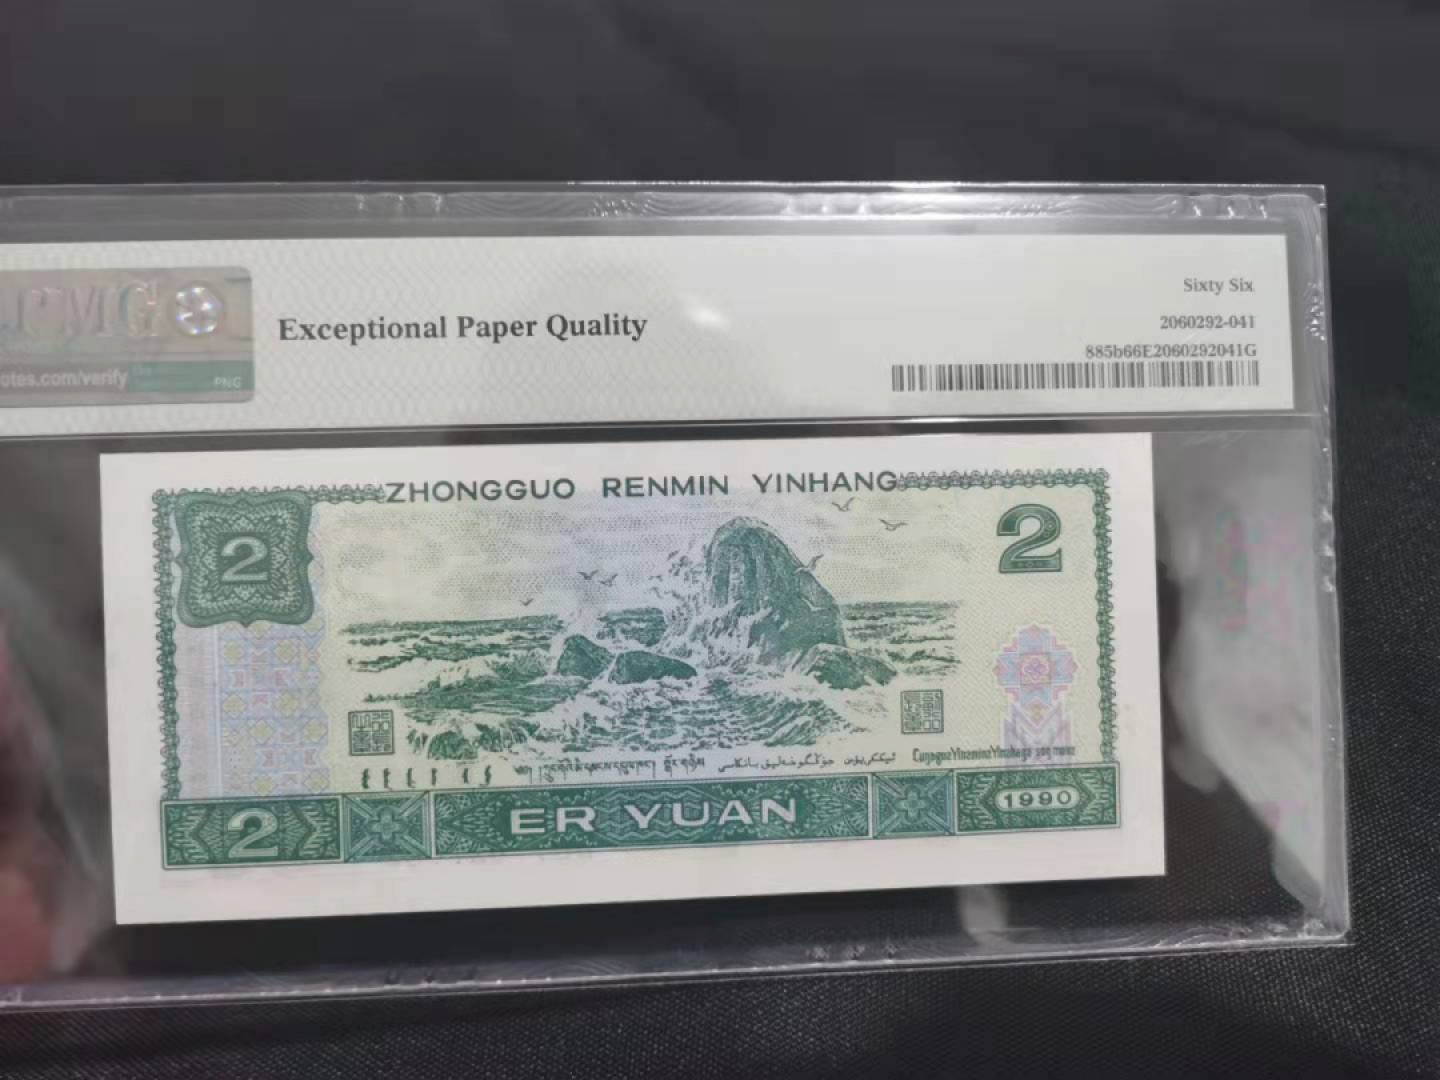 PMG
otes.com/verify
PNG
Exceptional Paper Quality
Sixty Six
2060292-041
885b66E2060292041G
ZHONGGUO RENMIN YINHANG
2
2
2
ER YUAN
1990